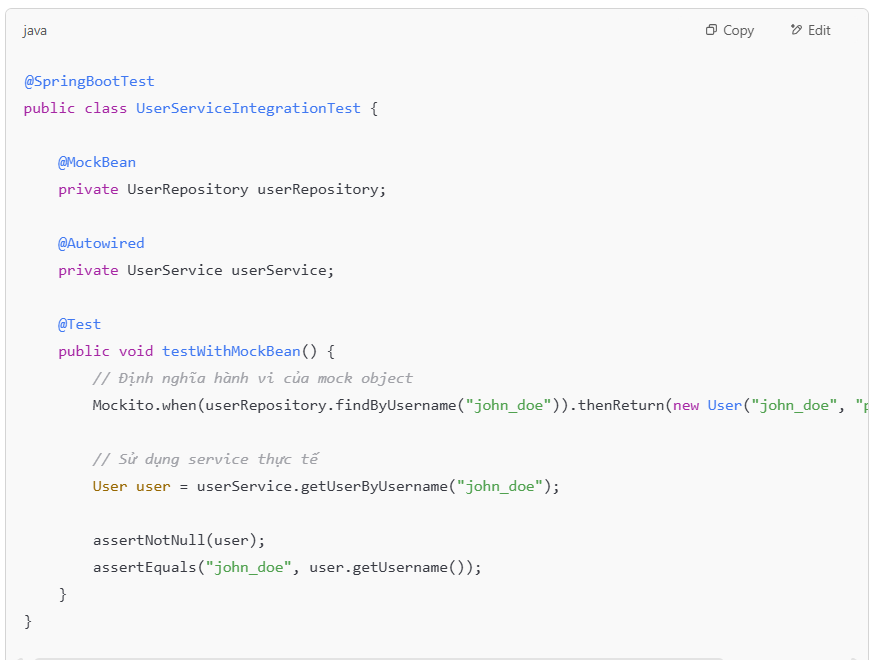 java
Copy
Edit
@SpringBootTest
public class UserServiceIntegrationTest {
@MockBean
private UserRepository userRepository;
@Autowired
private UserService userService;
@Test
public void testWithMockBean() {
// Định nghĩa hành vi của mock object
Mockito.when(userRepository.findByUsername("john_doe")).thenReturn(new User("john_doe", "
// Sử dụng service thực tế
User user = userService.getUserByUsername("john_doe");
assertNotNull(user);
assertEquals("john_doe", user.getUsername());
}
}